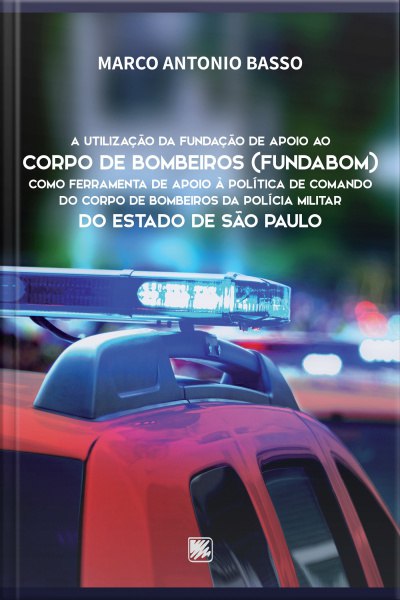 MARCO ANTONIO BASSO
A UTILIZAÇÃO DA FUNDAÇÃO DE APOIO AO
CORPO DE BOMBEIROS (FUNDABOM)
COMO FERRAMENTA DE APOIO À POLÍTICA DE COMANDO
DO CORPO DE BOMBEIROS DA POLÍCIA MILITAR
DO ESTADO DE SÃO PAULO